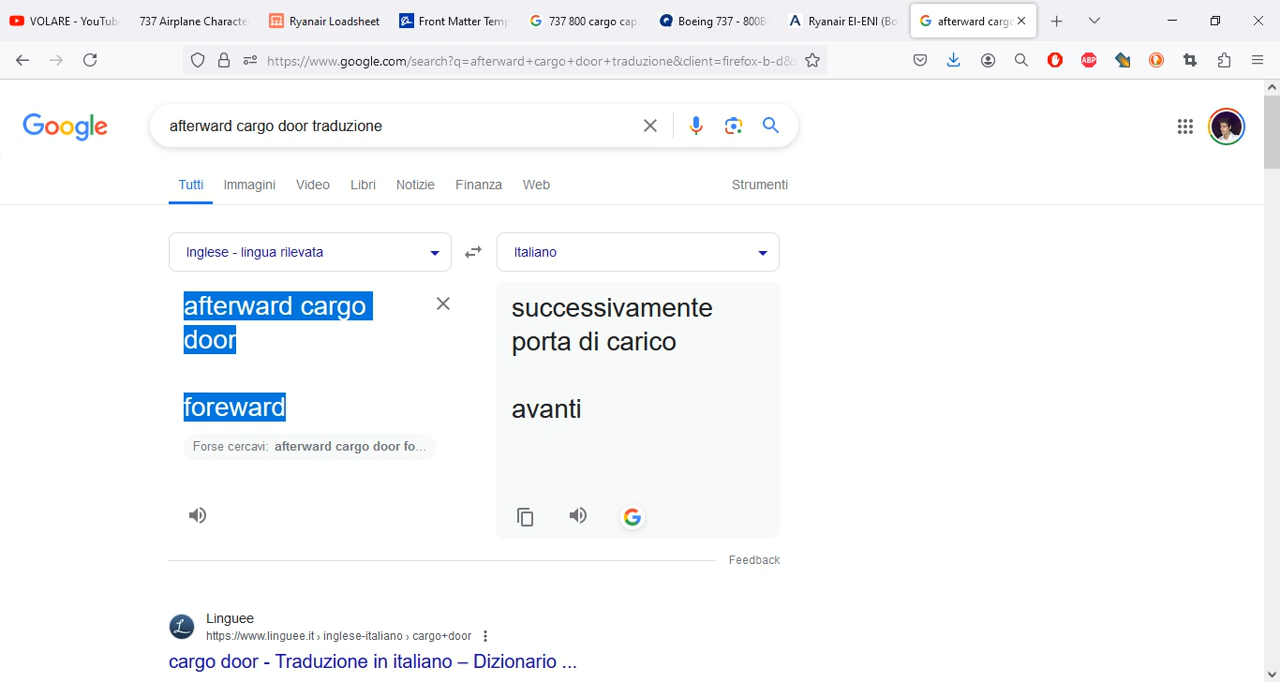 VOLARE - YouTub
737 Airplane Characte
Ryanair Loadsheet
Front Matter Temp
737 800 cargo cap
Boeing 737 - 800B
Ryanair EI-ENI (Bo
afterward cargo
https://www.google.com/search?q=afterward+cargo+door+traduzione&client=firefox-b-d&s
ABP
Google
afterward cargo door traduzione
Tutti
Immagini
Video
Libri
Notizie
Finanza
Web
Strumenti
Inglese - lingua rilevata
Italiano
afterward cargo
door
foreward
Forse cercavi: afterward cargo door fo...
successivamente
porta di carico
avanti
Feedback
Linguee
https://www.linguee.it › inglese-italiano › cargo+door
cargo door - Traduzione in italiano – Dizionario ...